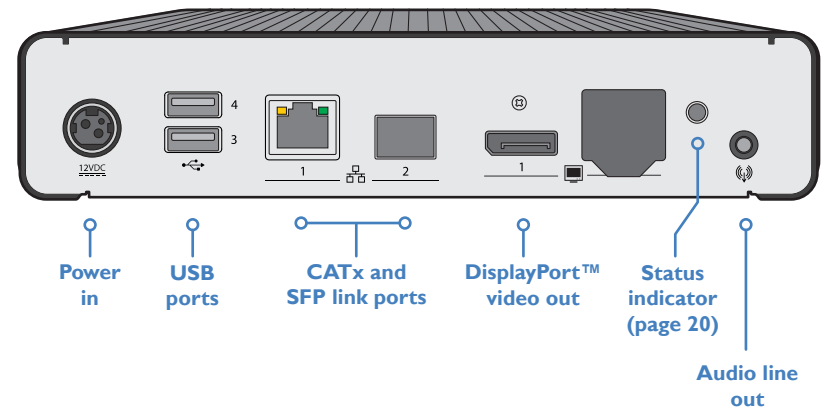 4
3
12VDC
1
2
1
Power
in
USB
ports
CATx and
SFP link ports
DisplayPort™
video out
Status
indicator
(page 20)
Audio line
out